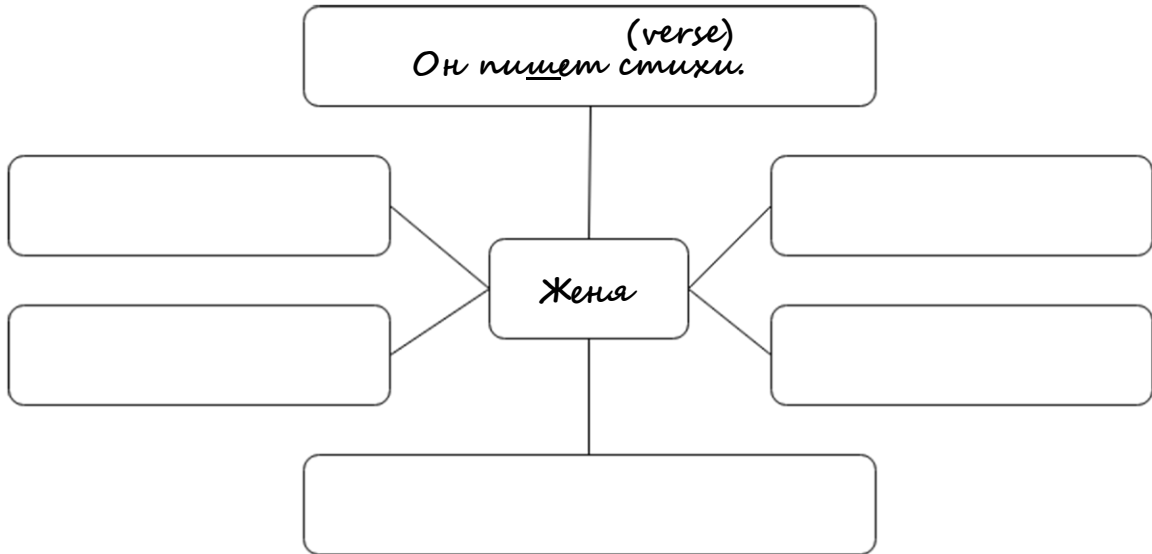 (verse)
Он пишет стихи.
Женя